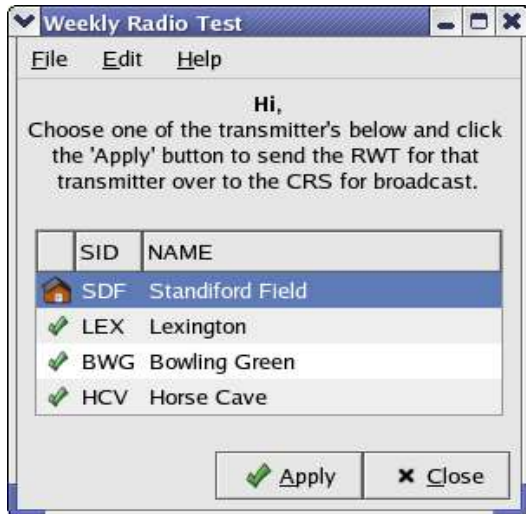 Weekly Radio Test
File Edit Help
Hi,
Choose one of the transmitter's below and click
the 'Apply' button to send the RWT for that
transmitter over to the CRS for broadcast.
SID NAME
SDF Standiford Field
LEX Lexington
BWG Bowling Green
HCV Horse Cave
Apply Close